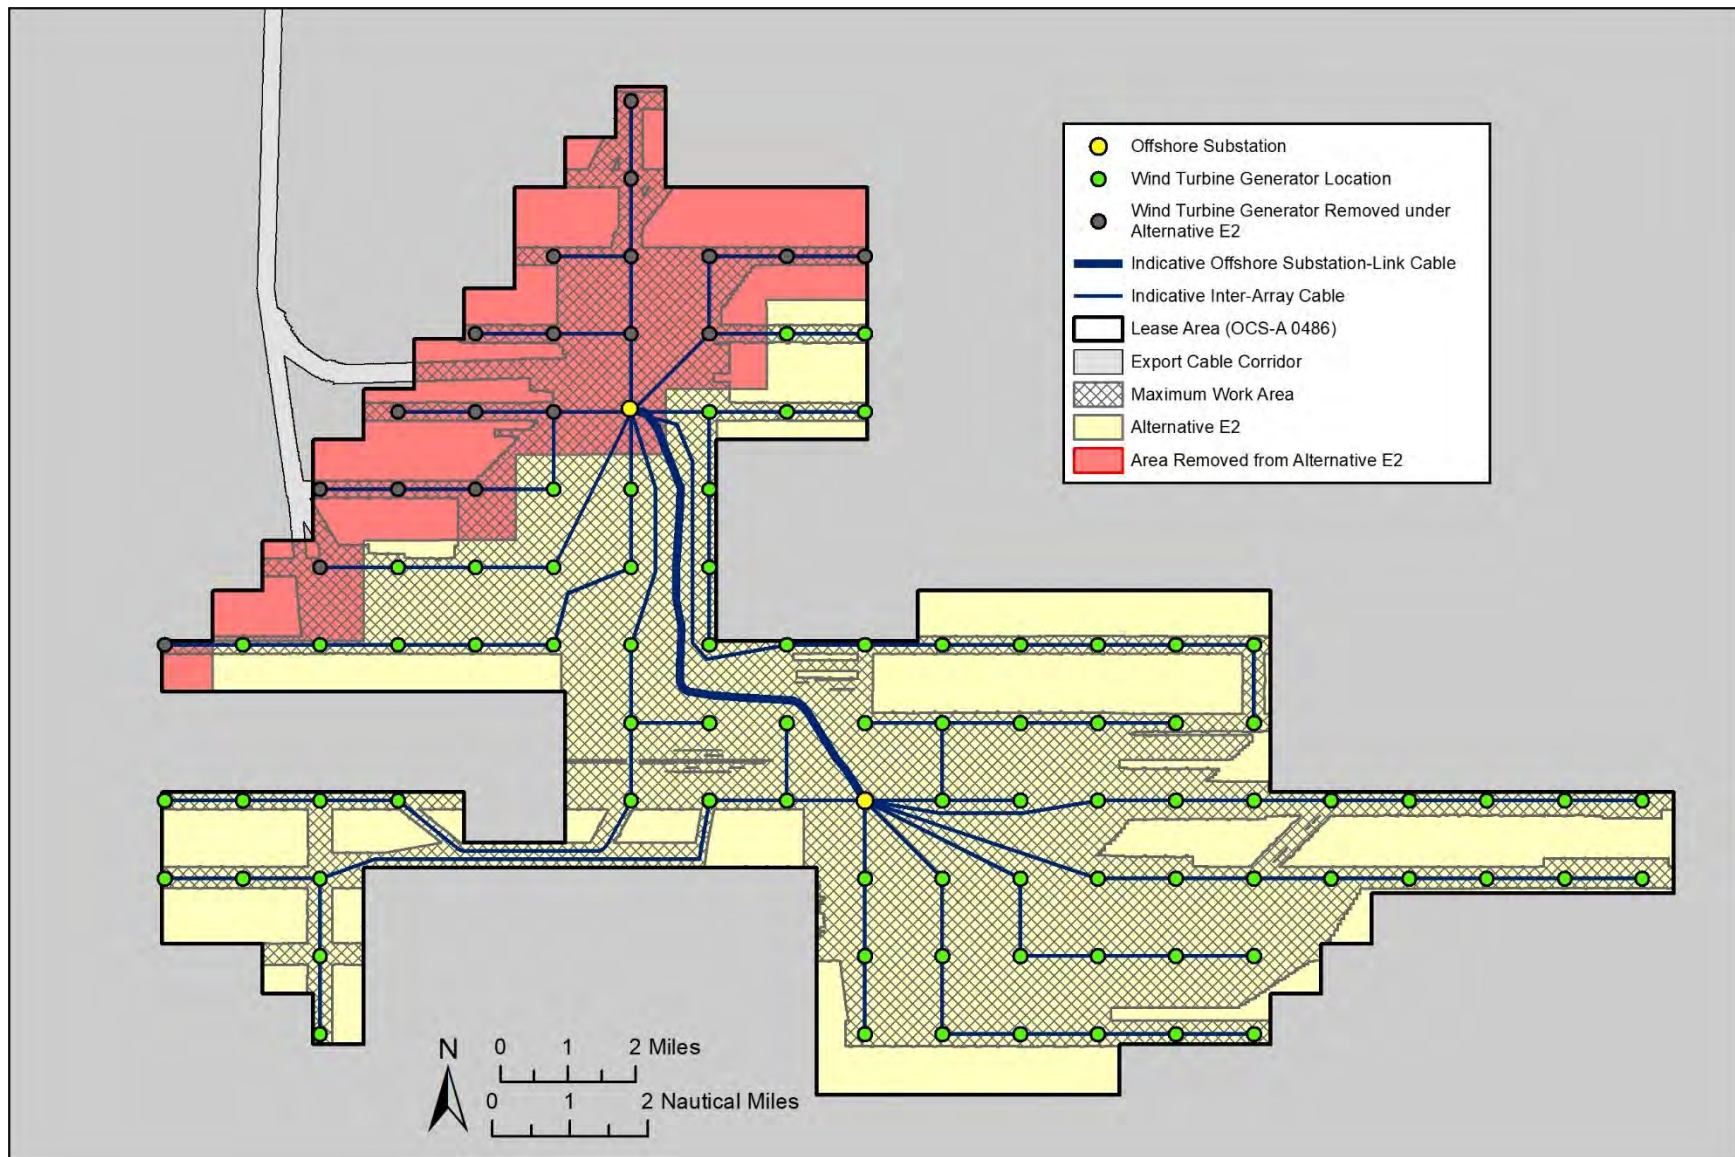 Offshore Substation
Wind Turbine Generator Location
Wind Turbine Generator Removed under
Alternative E2
Indicative Offshore Substation-Link Cable
Indicative Inter-Array Cable
Lease Area (OCS-A 0486)
Export Cable Corridor
Maximum Work Area
Alternative E2
Area Removed from Alternative E2
N
0 1 2 Miles
0 1 2 Nautical Miles